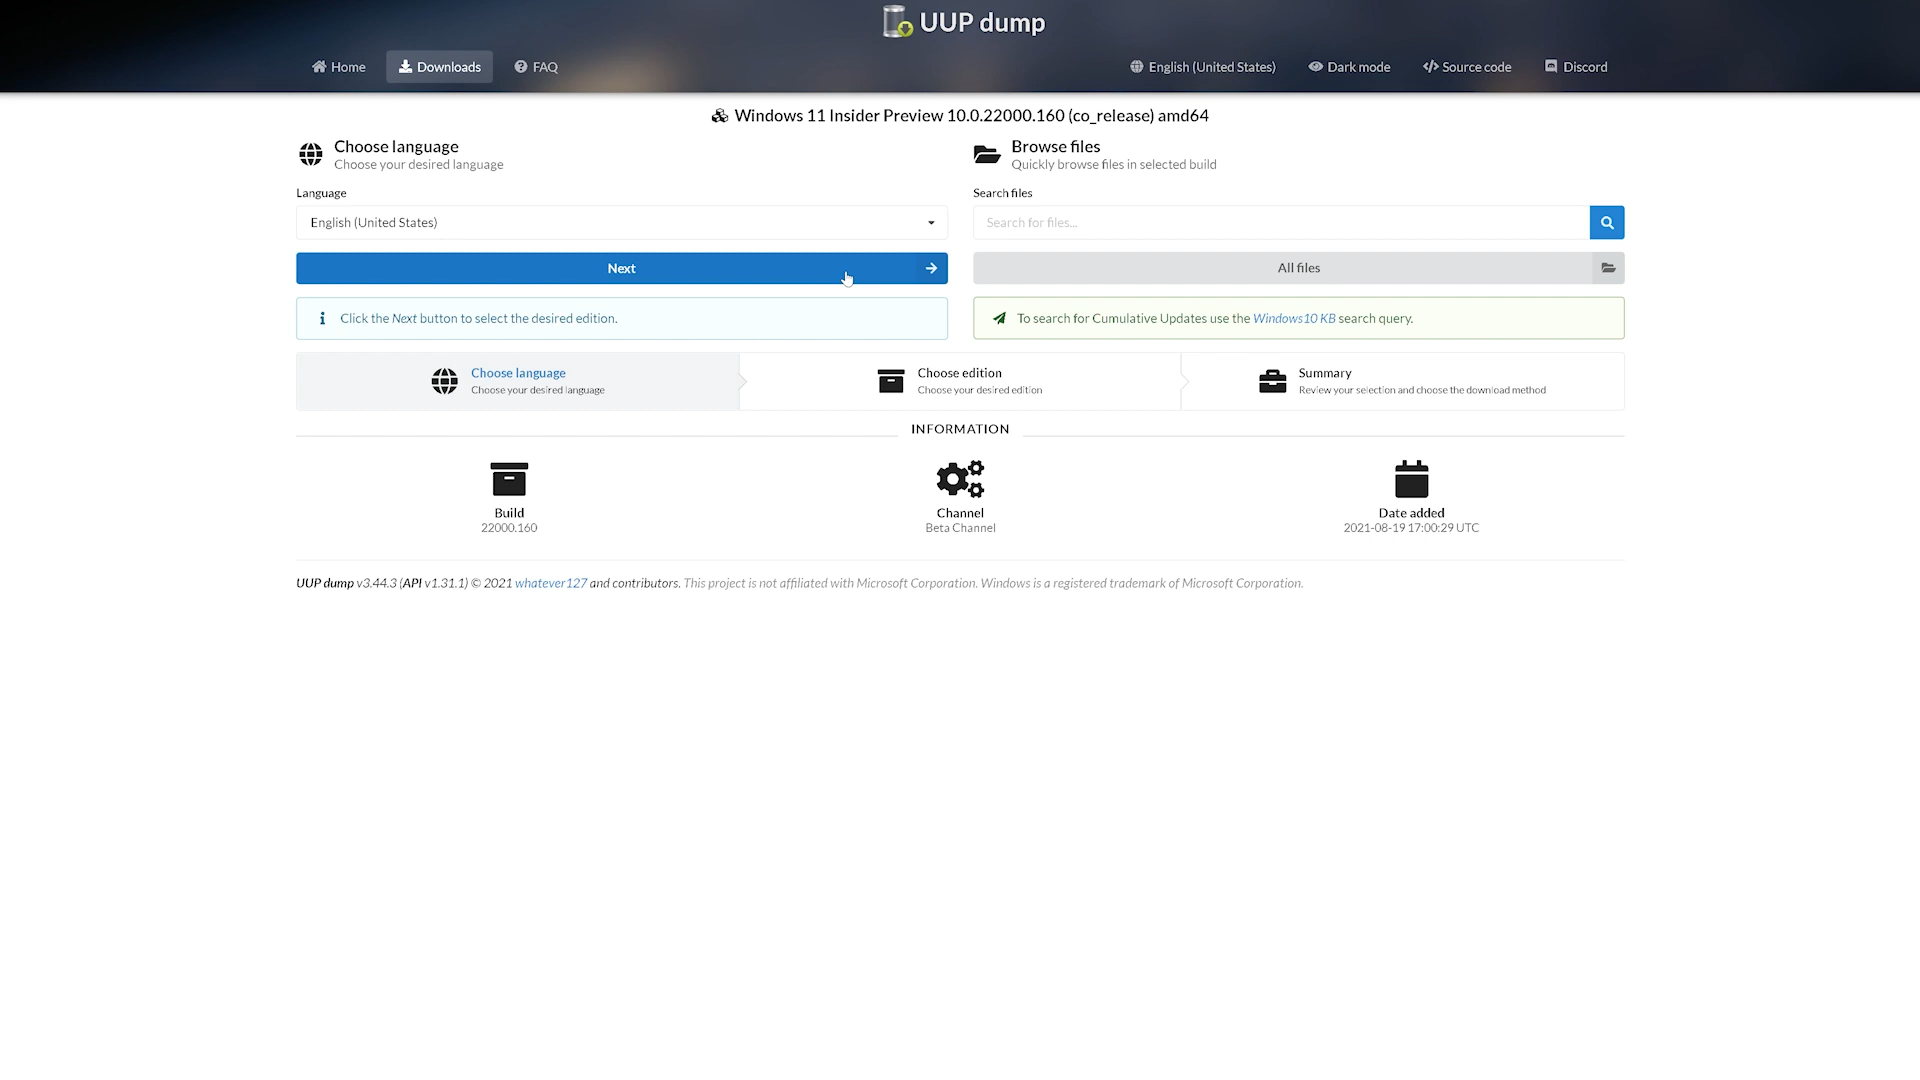 UUP dump
Home
Downloads
FAQ
English (United States)
Dark mode
Source code
Discord
Windows 11 Insider Preview 10.0.22000.160 (co_release) amd64
Choose language
Choose your desired language
Language
English (United States)
Next
Click the Next button to select the desired edition.
Browse files
Quickly browse files in selected build
Search files
Search for files...
All files
To search for Cumulative Updates use the Windows10 KB search query.
Choose language
Choose your desired language
Choose edition
Choose your desired edition
Summary
Review your selection and choose the download method
INFORMATION
Build
22000.160
Channel
Beta Channel
Date added
2021-08-19 17:00:29 UTC
UUP dump v3.44.3 (API v1.31.1) © 2021 whatever127 and contributors. This project is not affiliated with Microsoft Corporation. Windows is a registered trademark of Microsoft Corporation.